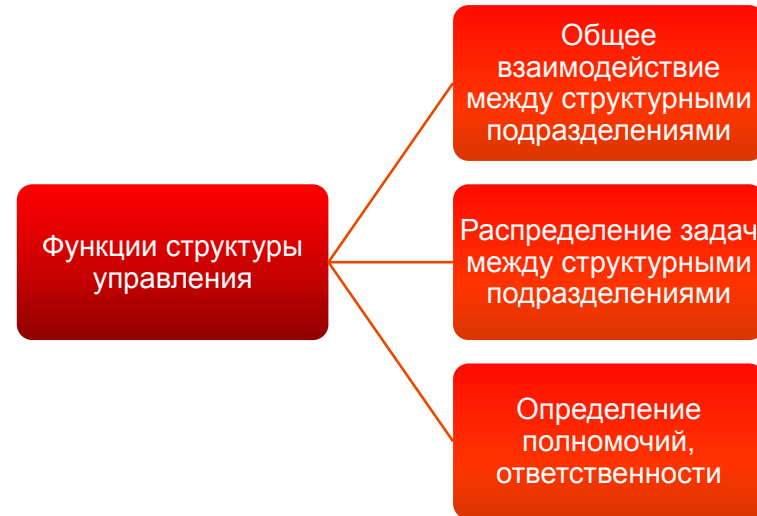 Общее
взаимодействие
между структурными
подразделениями
Функции структуры
управления
Распределение задач
между структурными
подразделениями
Определение
полномочий,
ответственности